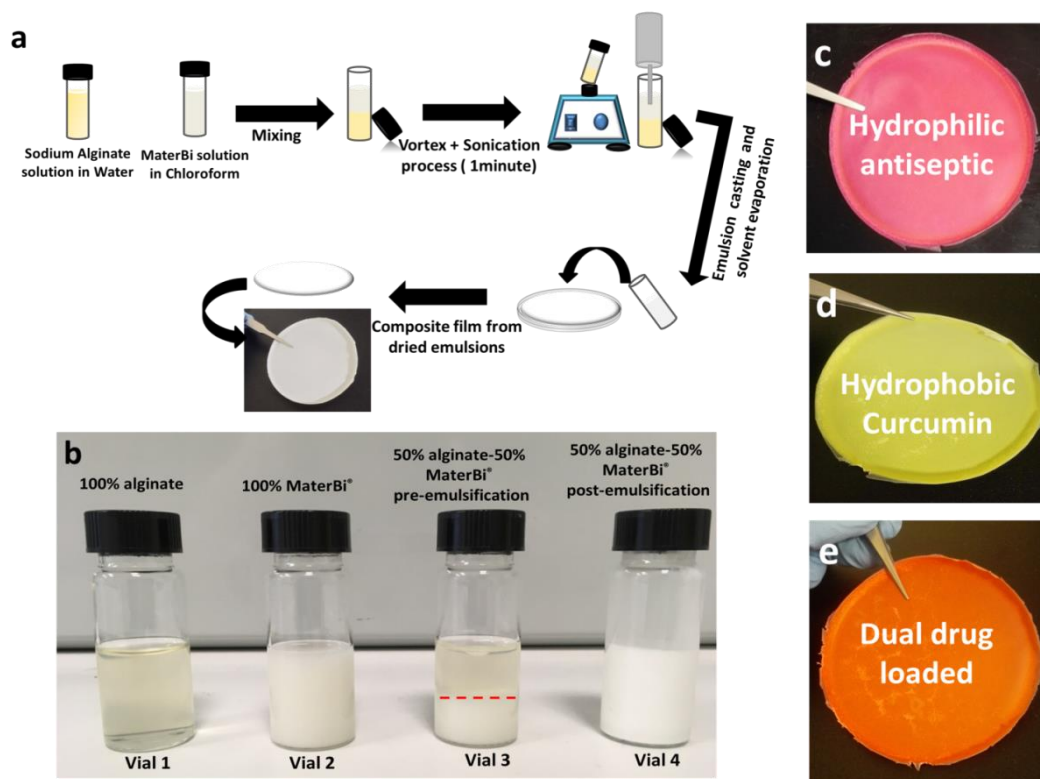 a
Sodium Alginate
solution in Water
MaterBi solution
in Chloroform
Mixing
Vortex + Sonication
process ( 1minute)
Emulsion casting and
solvent evaporation
Composite film from
dried emulsions
b
100% alginate
100% MaterBi®
50% alginate-50%
MaterBi®
pre-emulsification
50% alginate-50%
MaterBi®
post-emulsification
Vial 1
Vial 2
Vial 3
Vial 4
c
Hydrophilic
antiseptic
d
Hydrophobic
Curcumin
e
Dual drug
loaded